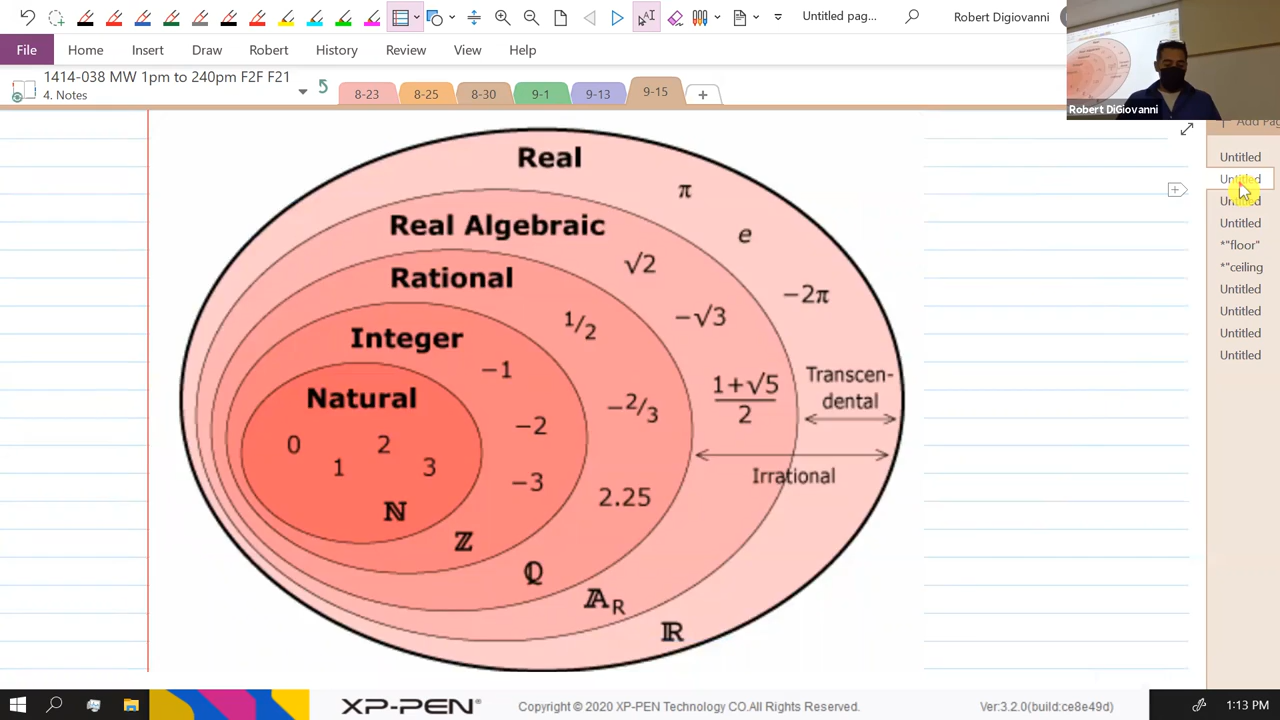 Untitled pag...
Robert Digiovanni
File
Home
Insert
Draw
Robert
History
Review
View
Help
Robert DiGiovanni
1414-038 MW 1pm to 240pm F2F F21
4. Notes
8-23
8-25
8-30
9-1
9-13
9-15
Add Pag
Untitled
Untitled
Untitled
Untitled
*"floor"
*"ceiling
Untitled
Untitled
Untitled
Untitled
Real
π
Real Algebraic
e
√2
Rational
-2π
-√3
1/2
Integer
-1
Transcen-
dental
1+√5
2
Natural
-2/3
-2
0
2
1
3
Irrational
-3
2.25
ℕ
ℤ
ℚ
𝔸R
ℝ
XP-PEN®
Copyright © 2020 XP-PEN Technology CO.All Rights Reserved.
Ver:3.2.0(build:ce8e49d)
1:13 PM